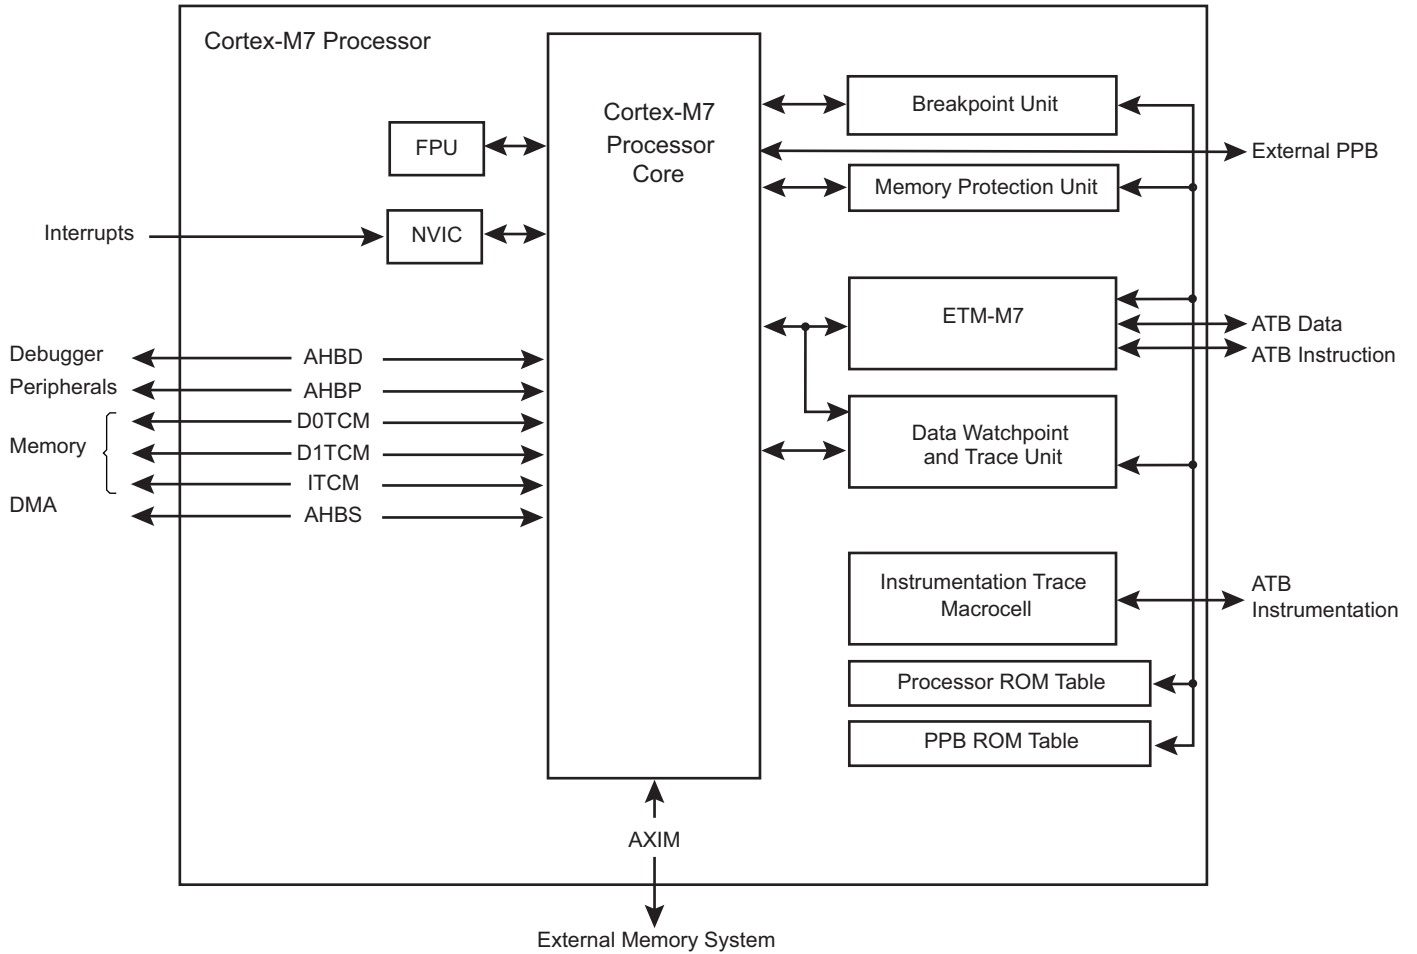 Cortex-M7 Processor
Cortex-M7
Processor
Core
FPU
NVIC
Interrupts
Debugger
AHBD
Peripherals
AHBP
D0TCM
Memory
D1TCM
ITCM
DMA
AHBS
Breakpoint Unit
External PPB
Memory Protection Unit
ETM-M7
ATB Data
ATB Instruction
Data Watchpoint
and Trace Unit
Instrumentation Trace
Macrocell
ATB
Instrumentation
Processor ROM Table
PPB ROM Table
AXIM
External Memory System